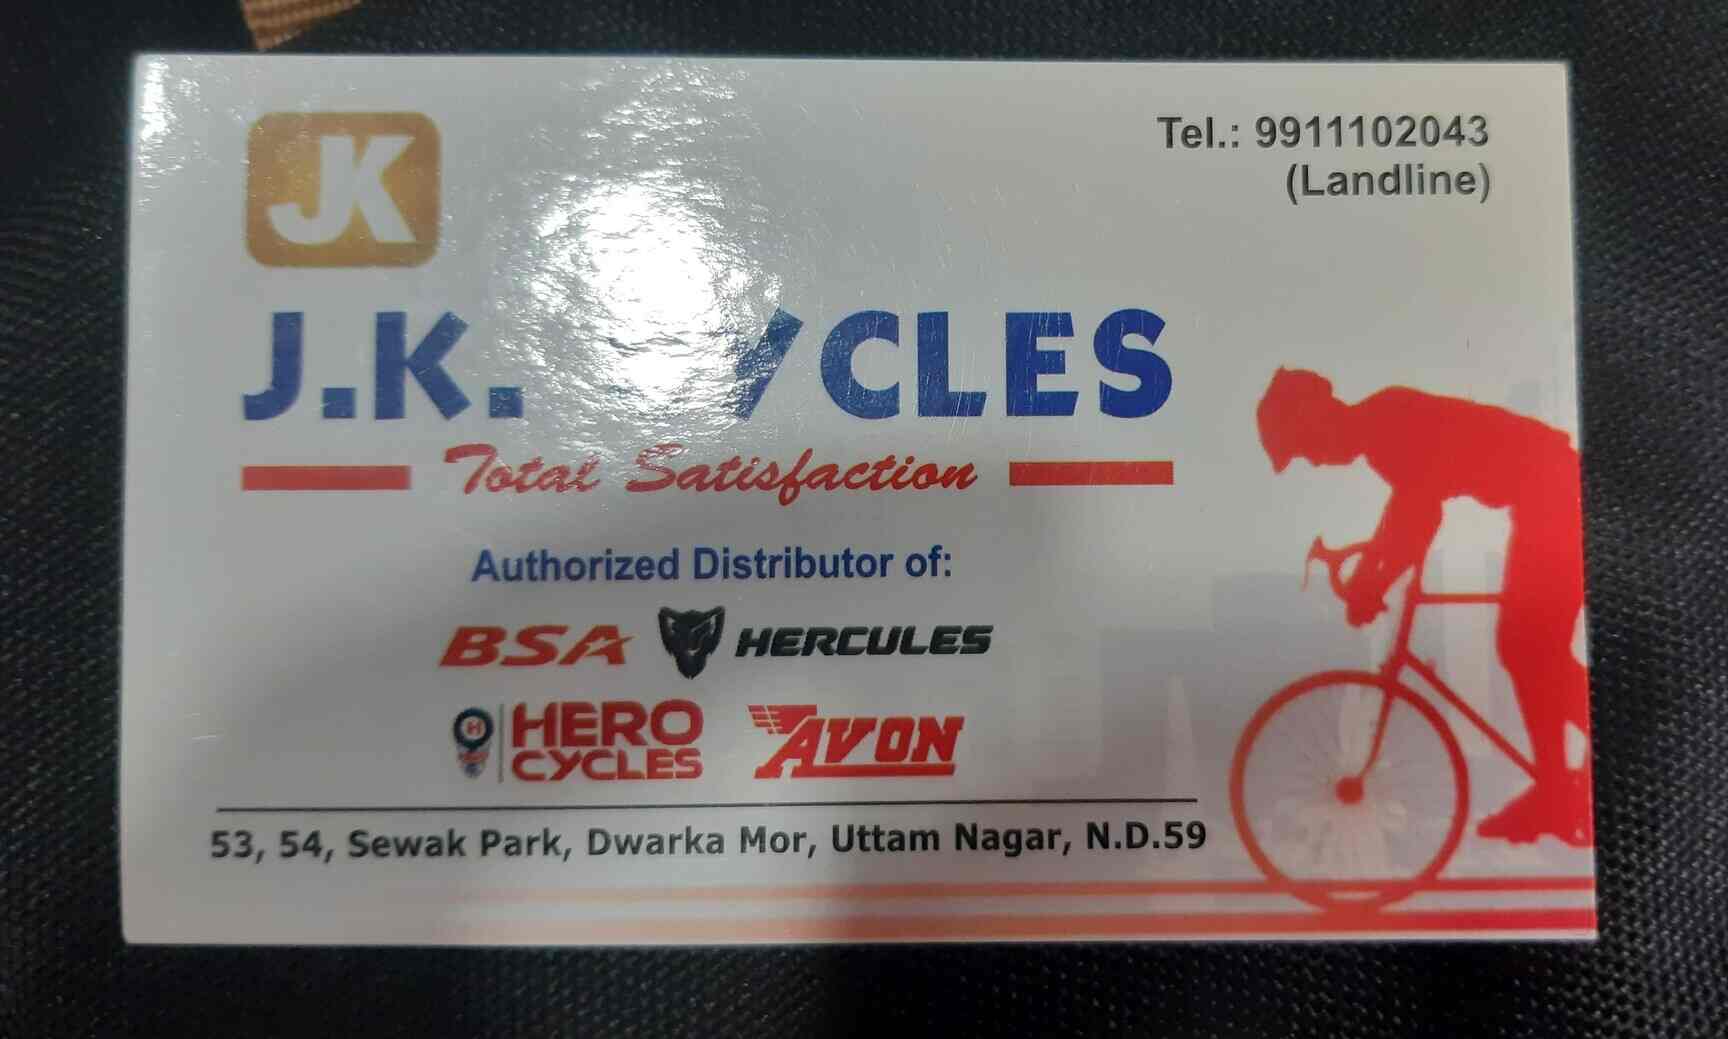 JK
Tel.: 9911102043
(Landline)
J.K. CYCLES
Total Satisfaction
Authorized Distributor of:
BSA HERCULES
H HERO CYCLES AVON
53, 54, Sewak Park, Dwarka Mor, Uttam Nagar, N.D.59